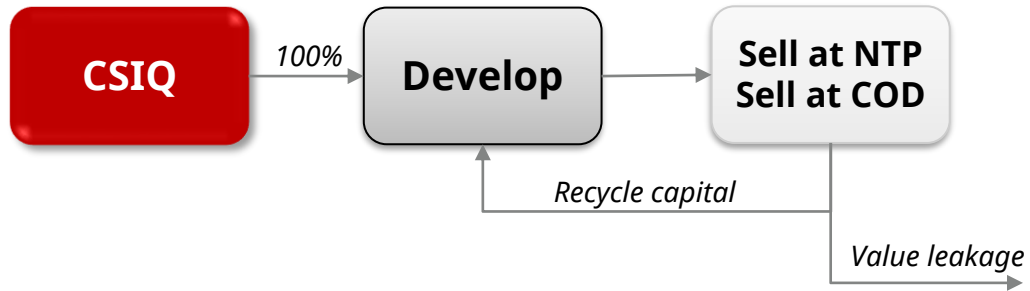 CSIQ
100%
Develop
Sell at NTP
Sell at COD
Recycle capital
Value leakage